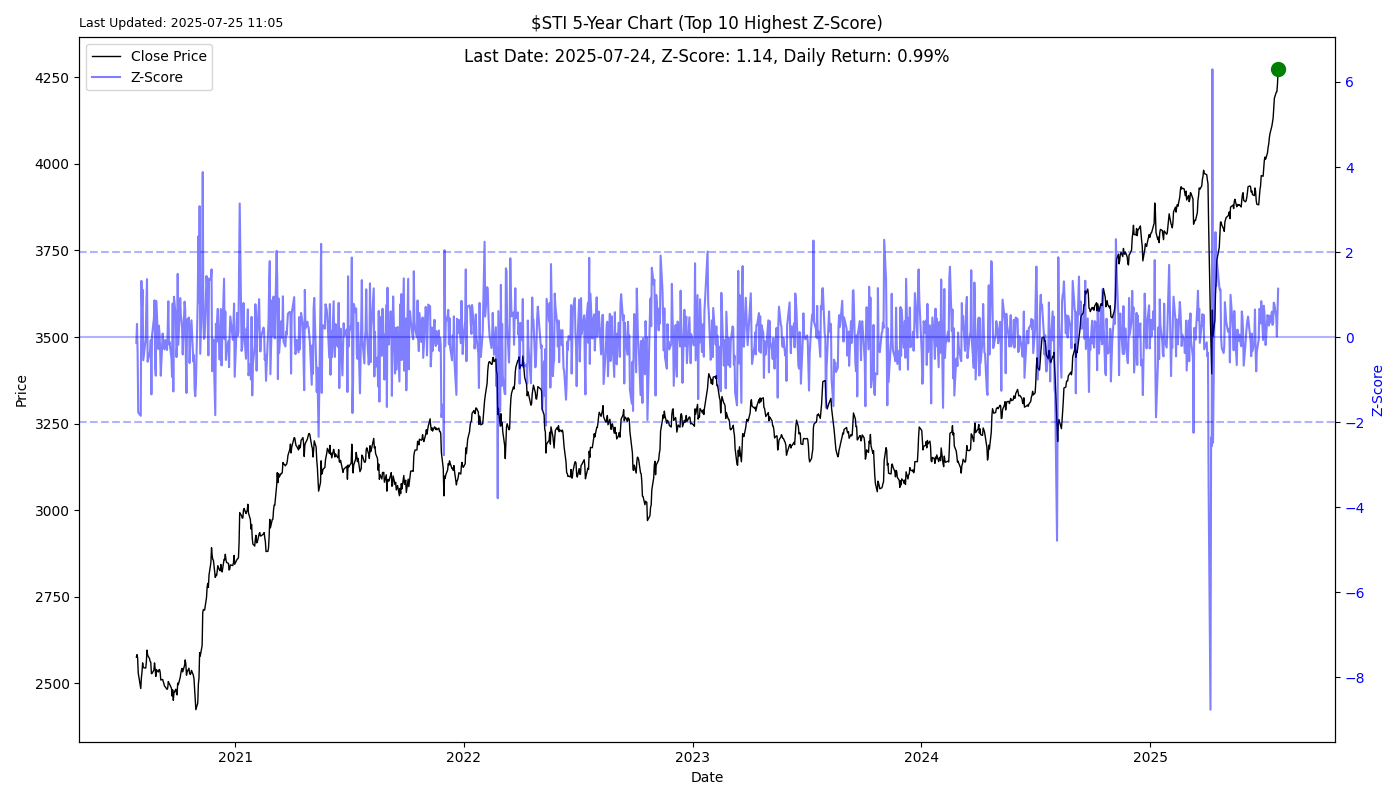 Last Updated: 2025-07-25 11:05
$STI 5-Year Chart (Top 10 Highest Z-Score)
Last Date: 2025-07-24, Z-Score: 1.14, Daily Return: 0.99%
Close Price
Z-Score
4250
4000
3750
3500
3250
3000
2750
2500
Price
6
4
2
0
−2
−4
−6
−8
Z-Score
2021
2022
2023
2024
2025
Date